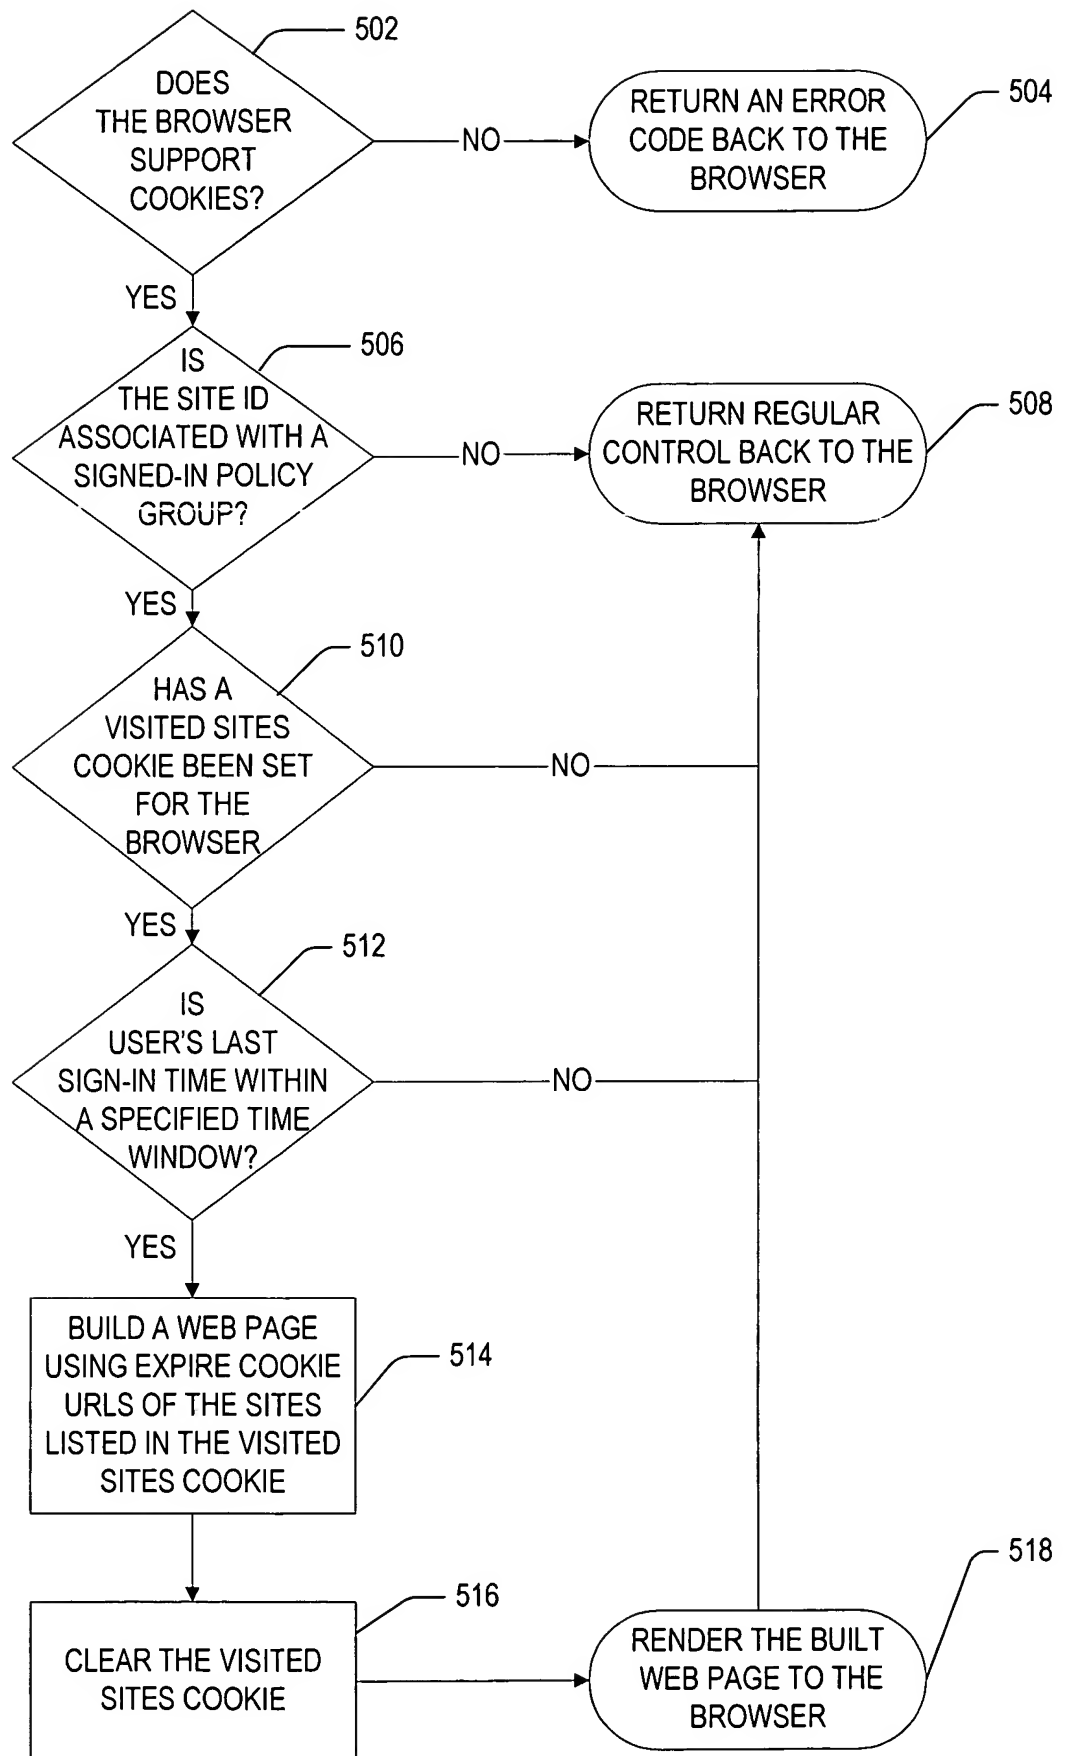 502
DOES
THE BROWSER
SUPPORT
COOKIES?
NO
RETURN AN ERROR
CODE BACK TO THE
BROWSER
504
YES
506
IS
THE SITE ID
ASSOCIATED WITH A
SIGNED-IN POLICY
GROUP?
NO
RETURN REGULAR
CONTROL BACK TO THE
BROWSER
508
YES
510
HAS A
VISITED SITES
COOKIE BEEN SET
FOR THE
BROWSER
NO
YES
512
IS
USER'S LAST
SIGN-IN TIME WITHIN
A SPECIFIED TIME
WINDOW?
NO
YES
BUILD A WEB PAGE
USING EXPIRE COOKIE
URLS OF THE SITES
LISTED IN THE VISITED
SITES COOKIE
514
516
CLEAR THE VISITED
SITES COOKIE
518
RENDER THE BUILT
WEB PAGE TO THE
BROWSER